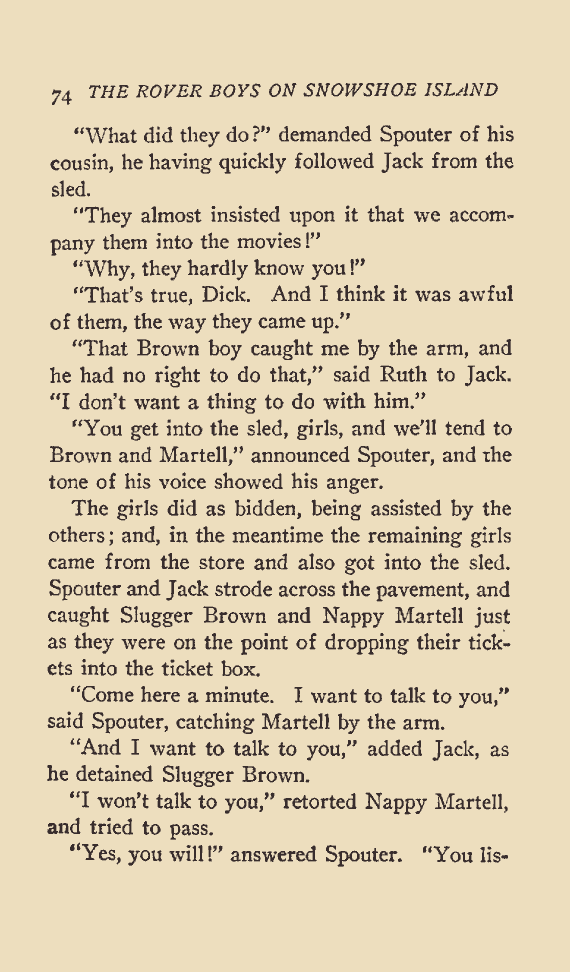 74 THE ROVER BOYS ON SNOWSHOE ISLAND
"What did they do?" demanded Spouter of his
cousin, he having quickly followed Jack from the
sled.
"They almost insisted upon it that we accom-
pany them into the movies!"
"Why, they hardly know you!"
"That's true, Dick. And I think it was awful
of them, the way they came up."
"That Brown boy caught me by the arm, and
he had no right to do that," said Ruth to Jack.
"I don't want a thing to do with him."
"You get into the sled, girls, and we'll tend to
Brown and Martell," announced Spouter, and the
tone of his voice showed his anger.
The girls did as bidden, being assisted by the
others; and, in the meantime the remaining girls
came from the store and also got into the sled.
Spouter and Jack strode across the pavement, and
caught Slugger Brown and Nappy Martell just
as they were on the point of dropping their tick-
ets into the ticket box.
"Come here a minute. I want to talk to you,"
said Spouter, catching Martell by the arm.
"And I want to talk to you," added Jack, as
he detained Slugger Brown.
"I won't talk to you," retorted Nappy Martell,
and tried to pass.
"Yes, you will!" answered Spouter. "You lis-